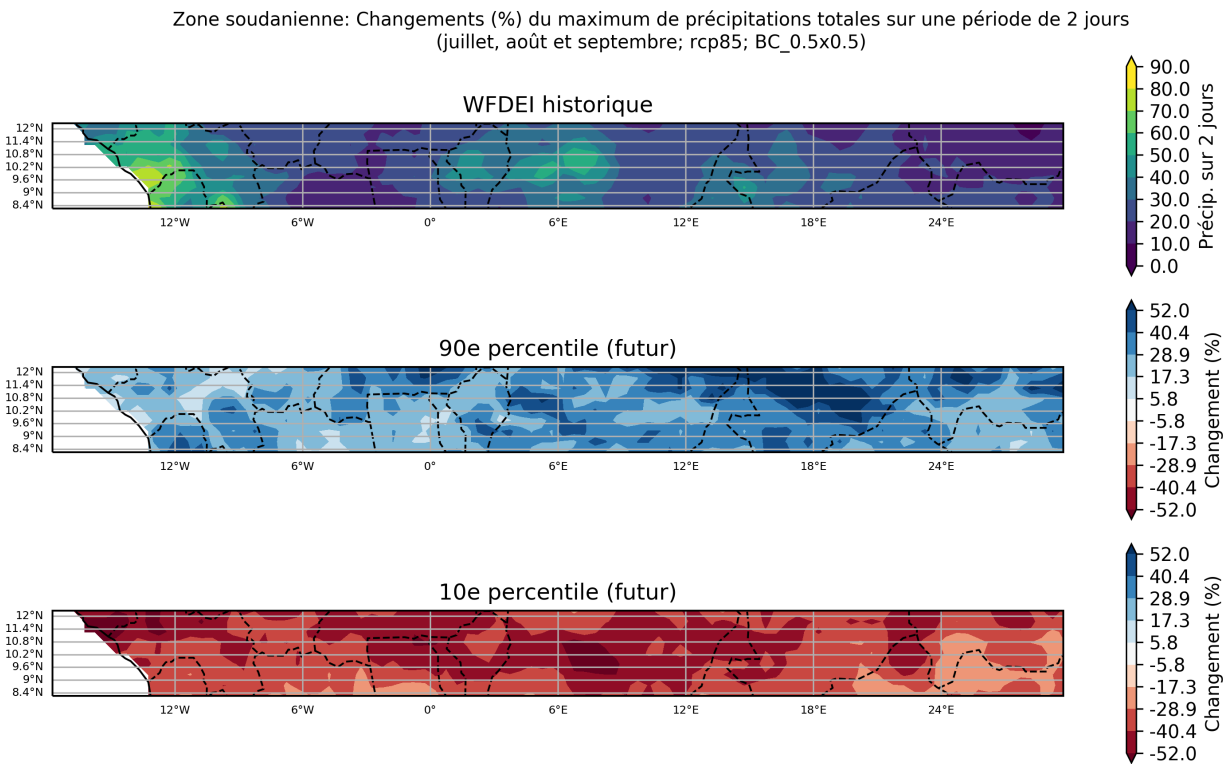 Zone soudanienne: Changements (%) du maximum de précipitations totales sur une période de 2 jours
(juillet, août et septembre; rcp85; BC_0.5x0.5)
WFDEI historique
12°N
11.4°N
10.8°N
10.2°N
9.6°N
9°N
8.4°N
12°W 6°W 0° 6°E 12°E 18°E 24°E
90.0
80.0
70.0
60.0
50.0
40.0
30.0
20.0
10.0
0.0
Précip. sur 2 jours
90e percentile (futur)
12°N
11.4°N
10.8°N
10.2°N
9.6°N
9°N
8.4°N
12°W 6°W 0° 6°E 12°E 18°E 24°E
52.0
40.4
28.9
17.3
5.8
-5.8
-17.3
-28.9
-40.4
-52.0
Changement (%)
10e percentile (futur)
12°N
11.4°N
10.8°N
10.2°N
9.6°N
9°N
8.4°N
12°W 6°W 0° 6°E 12°E 18°E 24°E
52.0
40.4
28.9
17.3
5.8
-5.8
-17.3
-28.9
-40.4
-52.0
Changement (%)